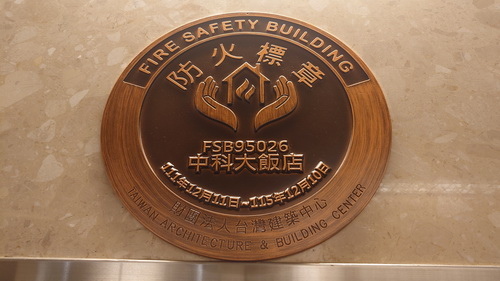 FIRE SAFETY BUILDING
防火標章
FSB95026
中科大飯店
111年12月11日~115年12月10日
財團法人台灣建築中心
TAIWAN ARCHITECTURE & BUILDING CENTER